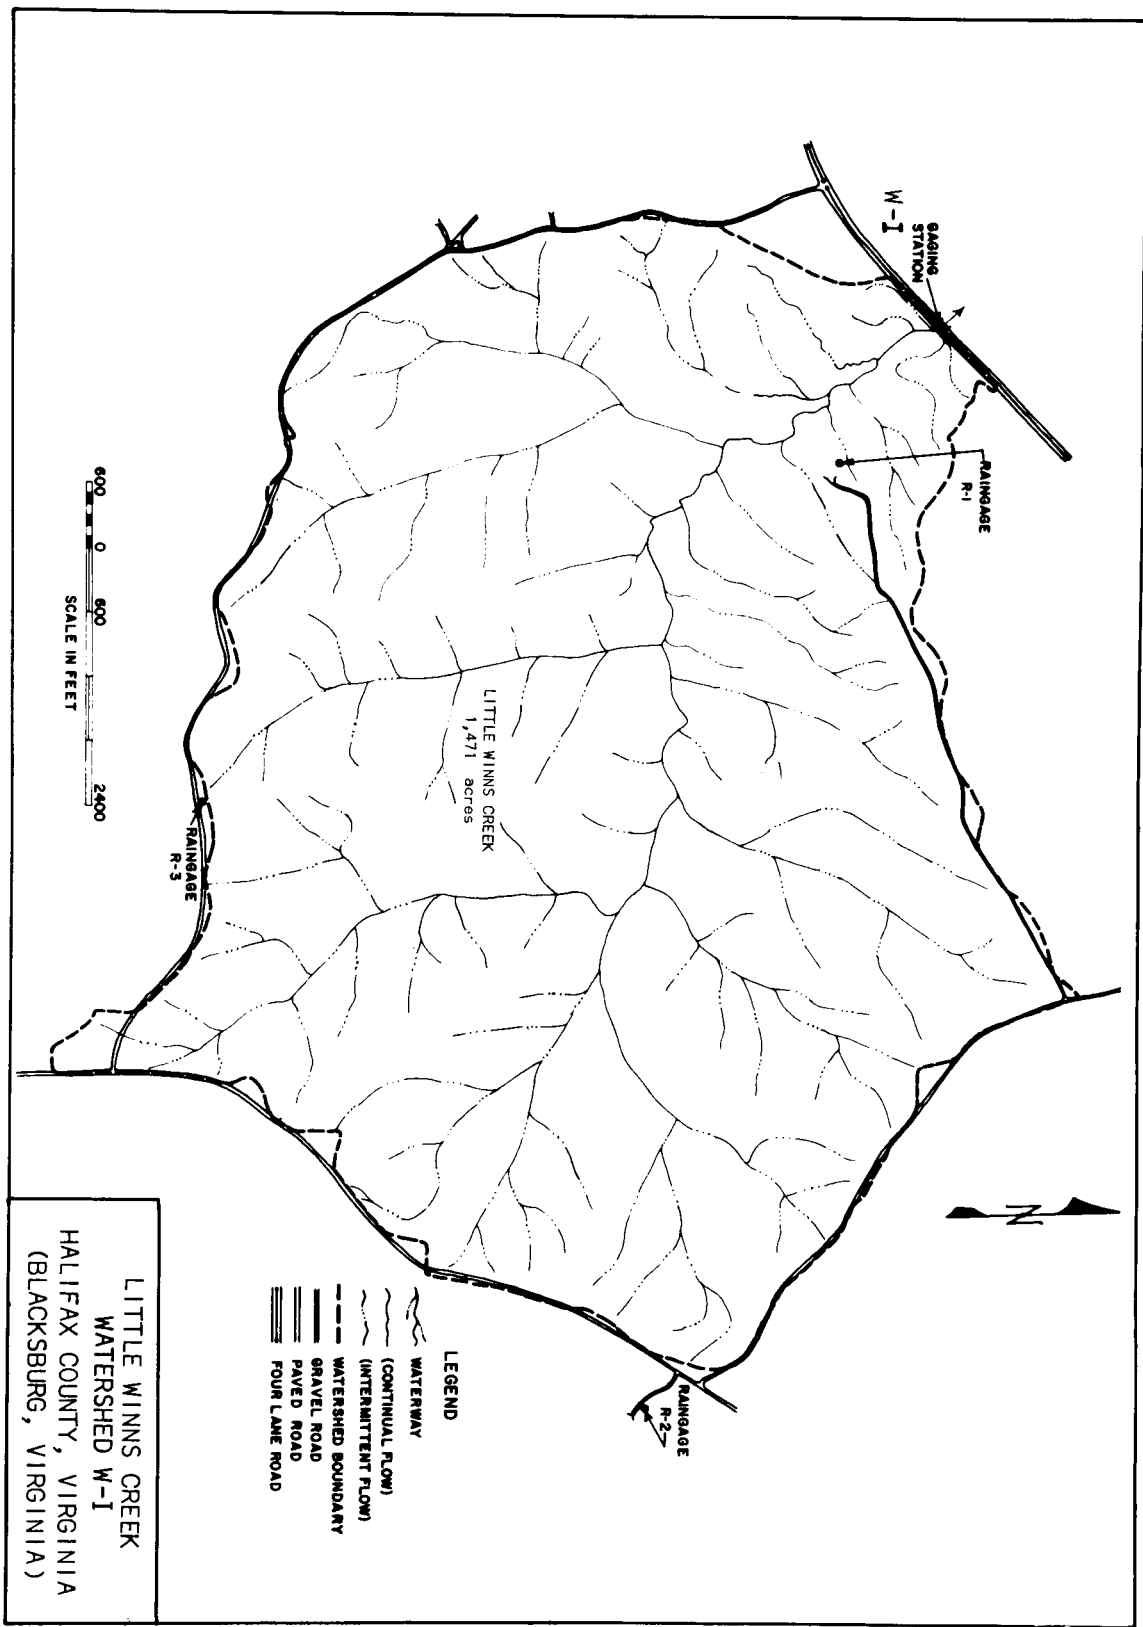 W-I
GAGING
STATION
RAINGAGE
R-1
LITTLE WINNS CREEK
1,471 acres
600 0 600 2400
SCALE IN FEET
RAINGAGE
R-3
RAINGAGE
R-2
N
LEGEND
WATERWAY
(CONTINUAL FLOW)
(INTERMITTENT FLOW)
WATERSHED BOUNDARY
GRAVEL ROAD
PAVED ROAD
FOUR LANE ROAD
LITTLE WINNS CREEK
WATERSHED W-I
HALIFAX COUNTY, VIRGINIA
(BLACKSBURG, VIRGINIA)